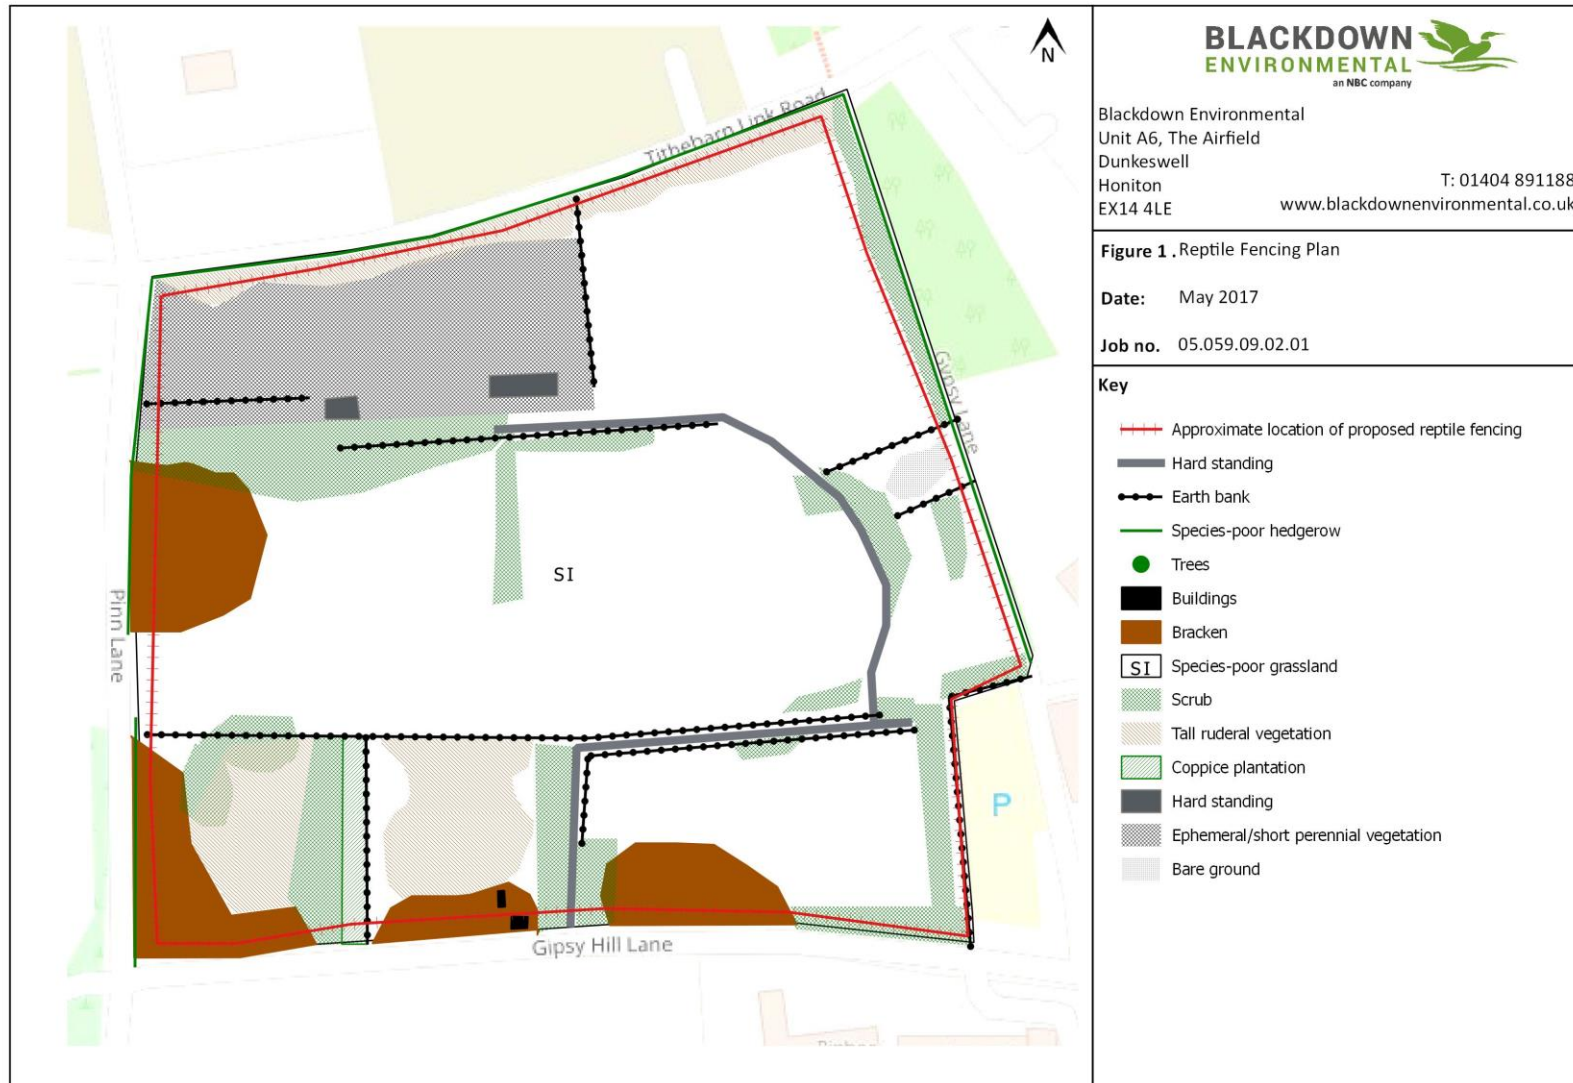 N
Tithebarn Link Road
Gypsy Lane
SI
Pinn Lane
P
Gipsy Hill Lane
BLACKDOWN
ENVIRONMENTAL
an NBC company
Blackdown Environmental
Unit A6, The Airfield
Dunkeswell
Honiton
T: 01404 891188
EX14 4LE
www.blackdownenvironmental.co.uk
Figure 1 . Reptile Fencing Plan
Date: May 2017
Job no. 05.059.09.02.01
Key
Approximate location of proposed reptile fencing
Hard standing
Earth bank
Species-poor hedgerow
Trees
Buildings
Bracken
SI Species-poor grassland
Scrub
Tall ruderal vegetation
Coppice plantation
Hard standing
Ephemeral/short perennial vegetation
Bare ground